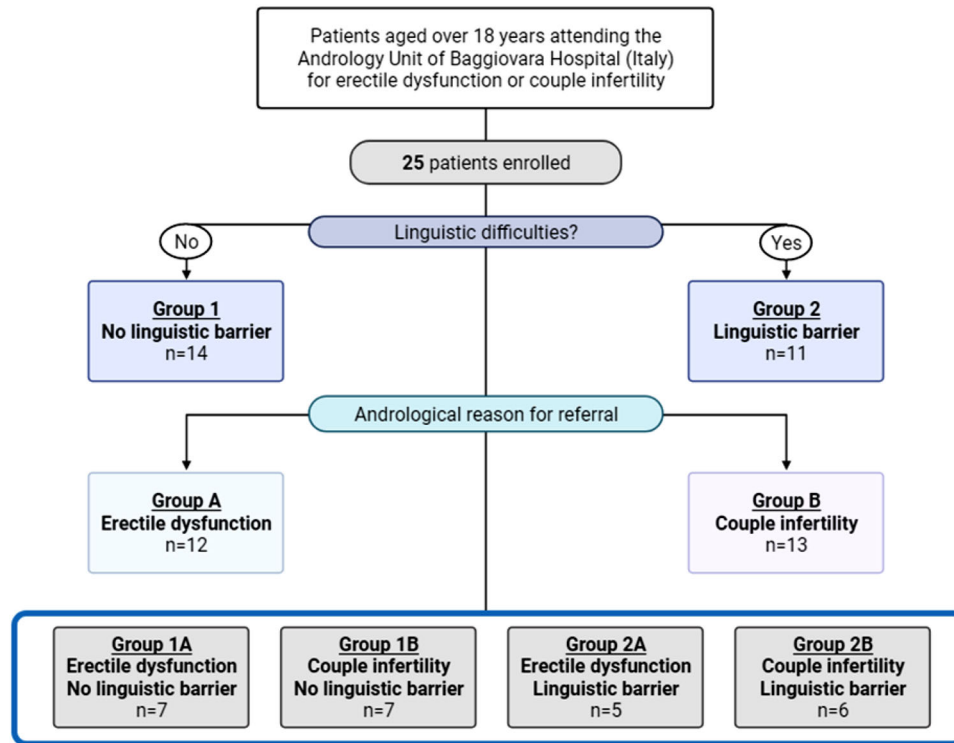 Patients aged over 18 years attending the
Andrology Unit of Baggiovara Hospital (Italy)
for erectile dysfunction or couple infertility
25 patients enrolled
Linguistic difficulties?
No
Yes
Group 1
No linguistic barrier
n=14
Group 2
Linguistic barrier
n=11
Andrological reason for referral
Group A
Erectile dysfunction
n=12
Group B
Couple infertility
n=13
Group 1A
Erectile dysfunction
No linguistic barrier
n=7
Group 1B
Couple infertility
No linguistic barrier
n=7
Group 2A
Erectile dysfunction
Linguistic barrier
n=5
Group 2B
Couple infertility
Linguistic barrier
n=6